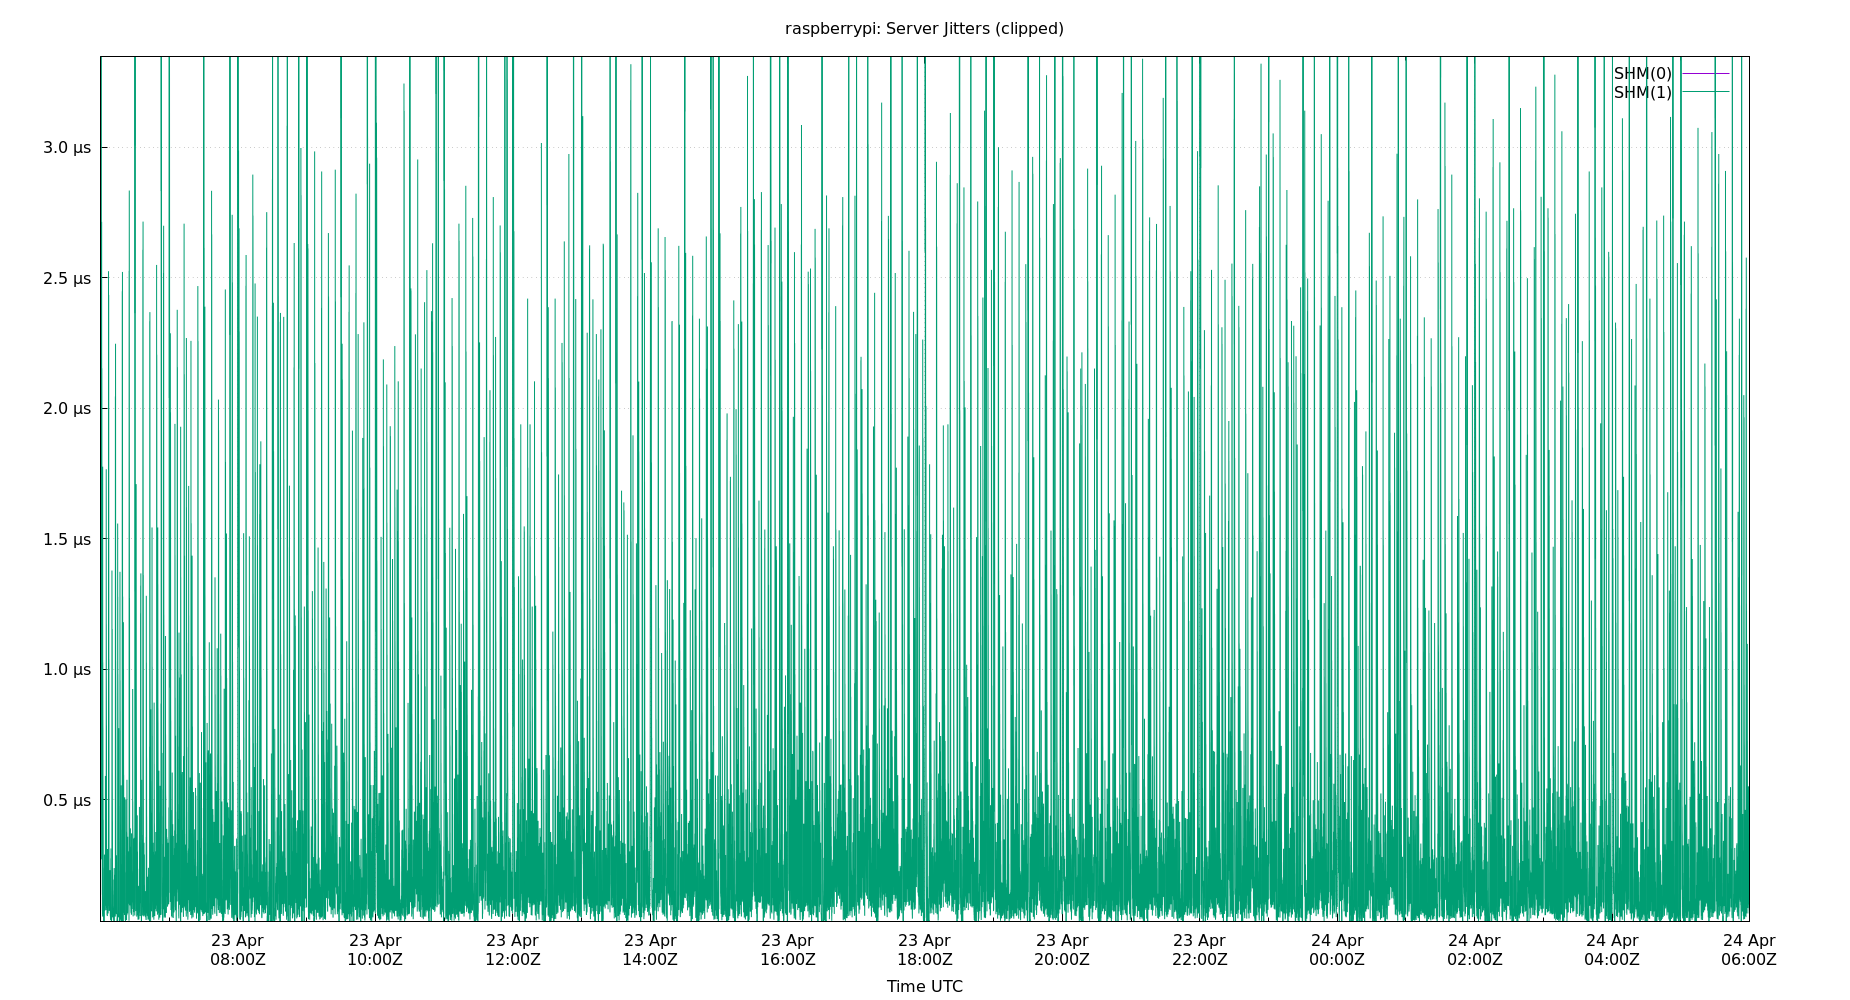 raspberrypi: Server Jitters (clipped)
SHM(0)
SHM(1)
3.0 µs
2.5 µs
2.0 µs
1.5 µs
1.0 µs
0.5 µs
23 Apr 23 Apr 23 Apr 23 Apr 23 Apr 23 Apr 23 Apr 23 Apr 24 Apr 24 Apr 24 Apr 24 Apr
08:00Z 10:00Z 12:00Z 14:00Z 16:00Z 18:00Z 20:00Z 22:00Z 00:00Z 02:00Z 04:00Z 06:00Z
Time UTC